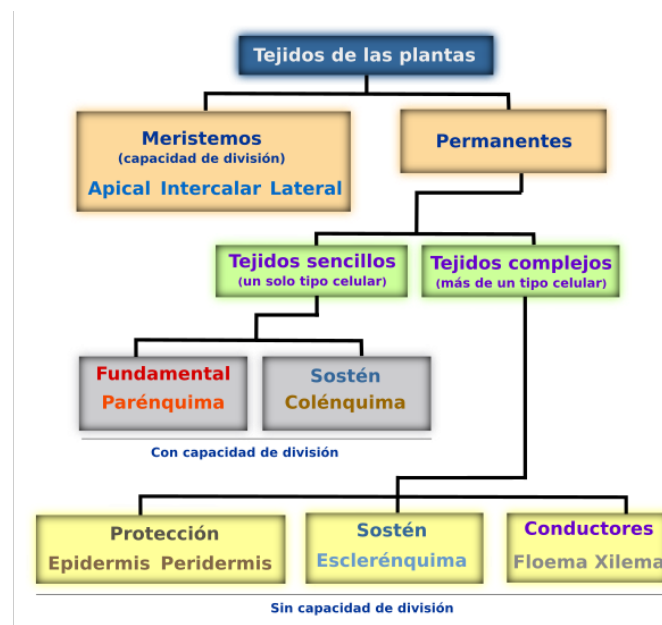 Tejidos de las plantas
Meristemos
(capacidad de división)
Apical Intercalar Lateral
Permanentes
Tejidos sencillos
(un solo tipo celular)
Tejidos complejos
(más de un tipo celular)
Fundamental
Parénquima
Sostén
Colénquima
Con capacidad de división
Protección
Epidermis Peridermis
Sostén
Esclerénquima
Conductores
Floema Xilema
Sin capacidad de división